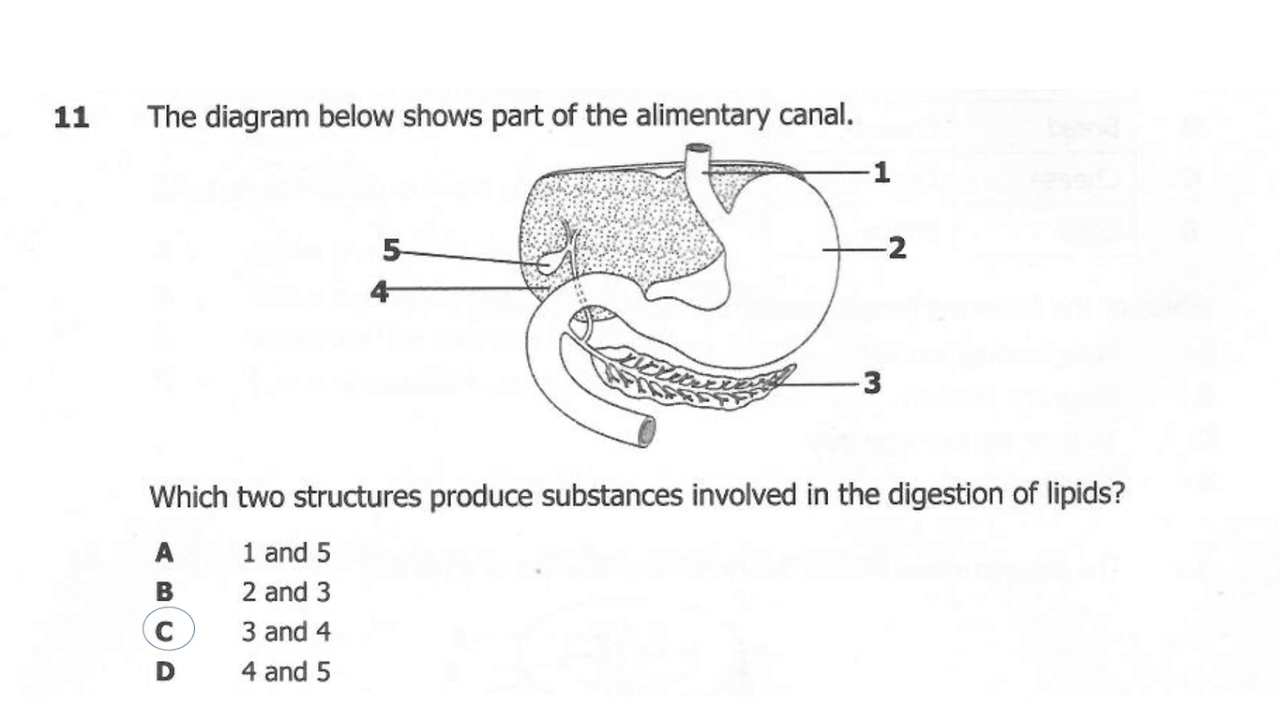 11 The diagram below shows part of the alimentary canal.
1
2
5
4
3
Which two structures produce substances involved in the digestion of lipids?
A 1 and 5
B 2 and 3
C 3 and 4
D 4 and 5